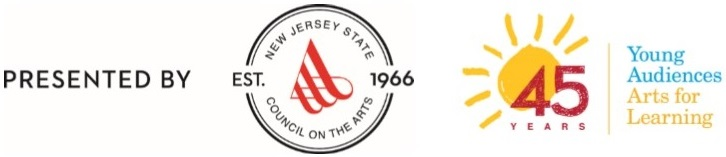 PRESENTED BY
NEW JERSEY STATE
EST. 1966
COUNCIL ON THE ARTS
45
YEARS
Young
Audiences
Arts for
Learning